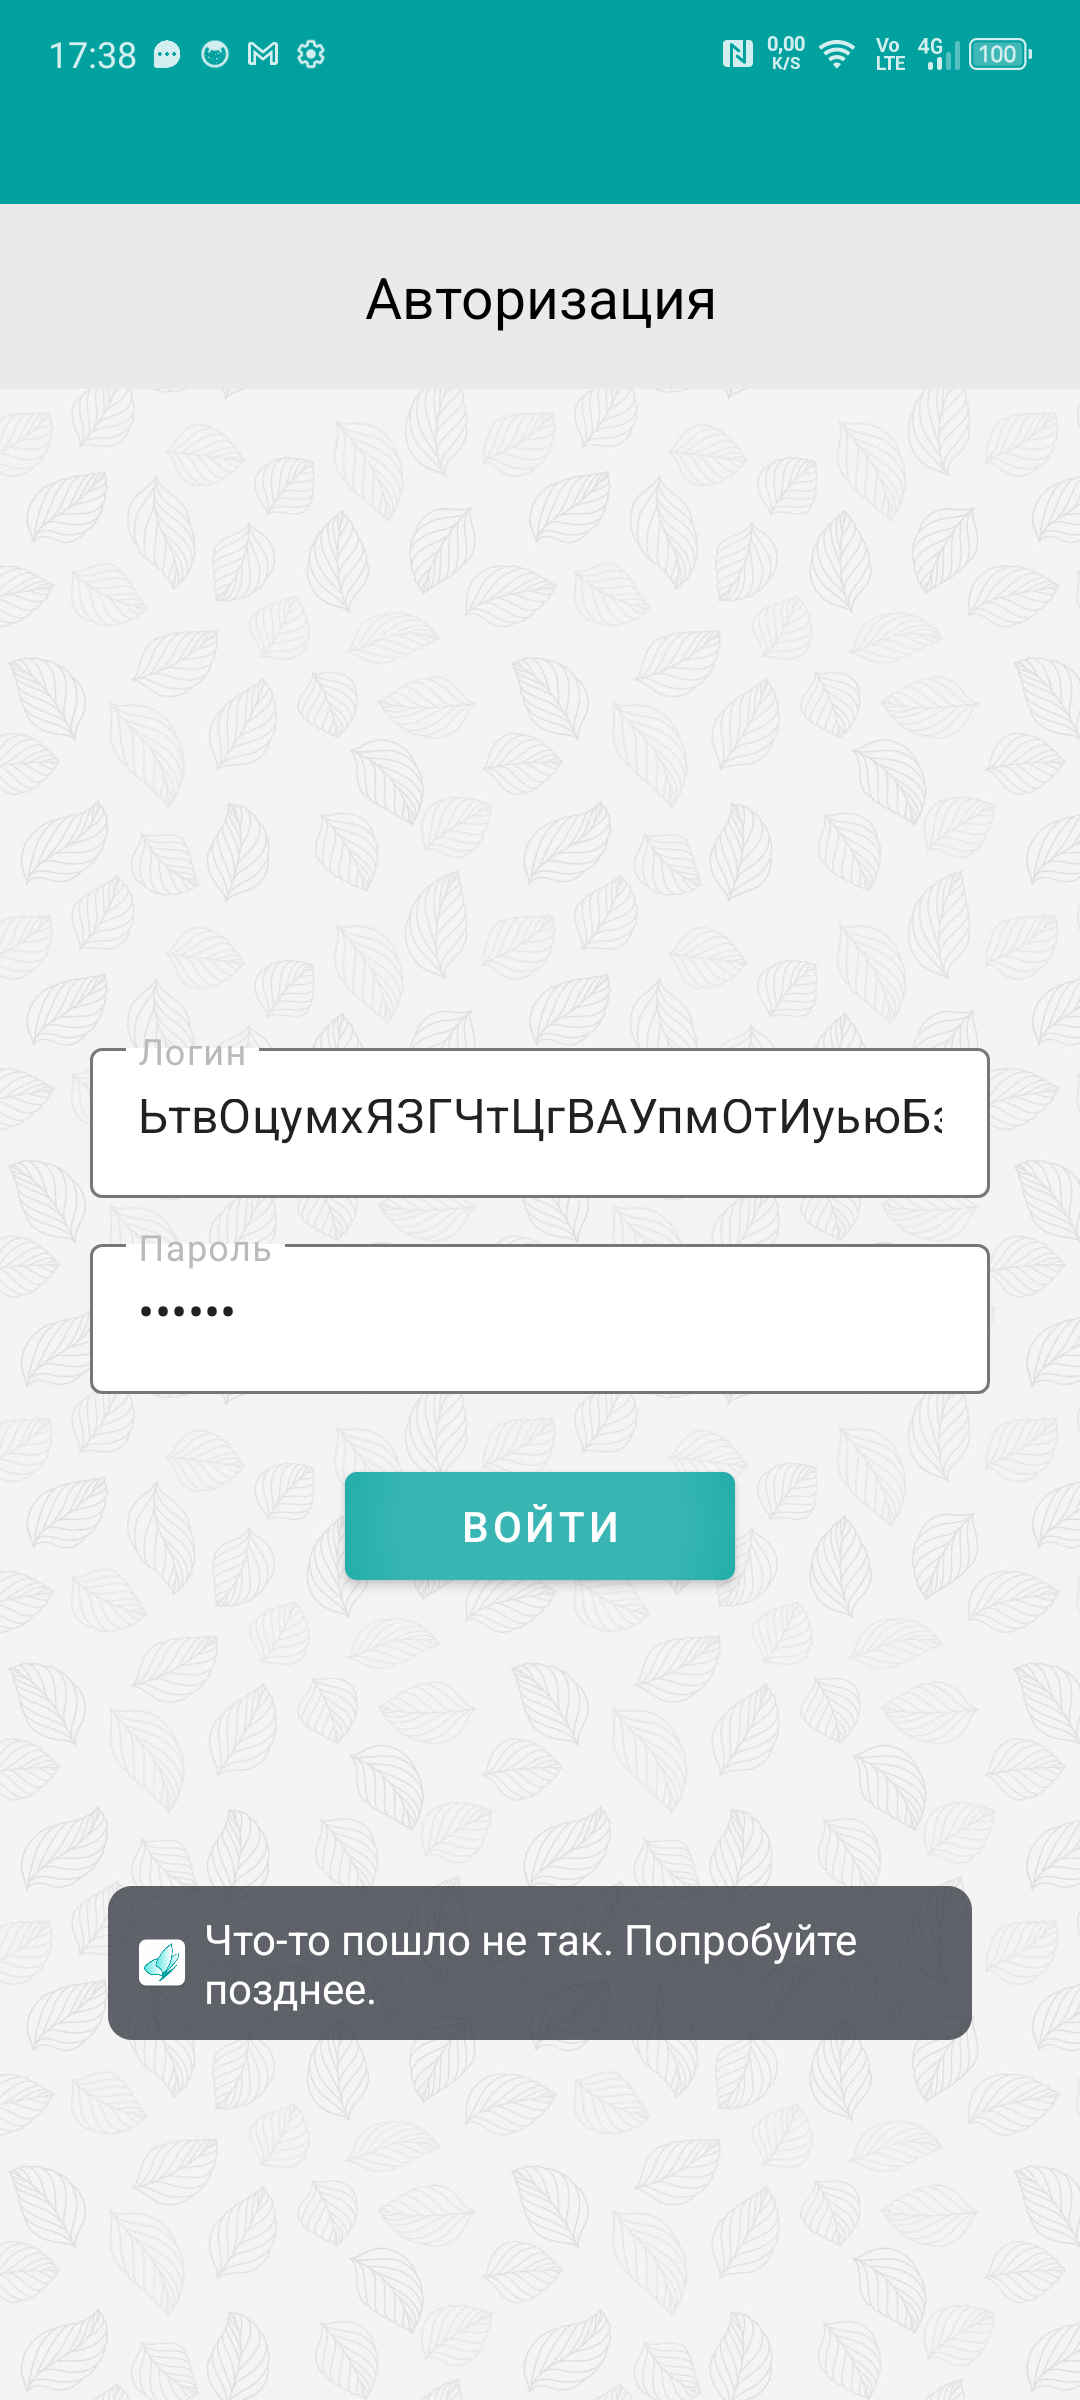 17:38
0,00 K/S
Vo LTE
4G
100
Авторизация
Логин
ЬтвОцумхЯЗГЧтЦгВАУпмОтИуьюБ
Пароль
••••••
ВОЙТИ
Что-то пошло не так. Попробуйте
позднее.